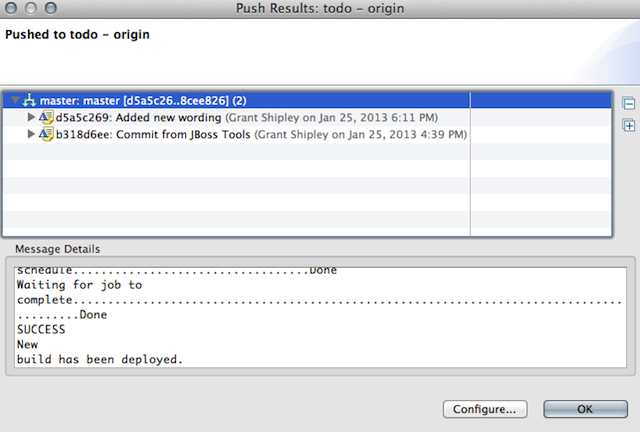 Push Results: todo - origin
Pushed to todo - origin
master: master [d5a5c26..8cee826] (2)
d5a5c269: Added new wording (Grant Shipley on Jan 25, 2013 6:11 PM)
b318d6ee: Commit from JBoss Tools (Grant Shipley on Jan 25, 2013 4:39 PM)
Message Details
schedule..................................Done
Waiting for job to
complete...............................................................................
.........Done
SUCCESS
New
build has been deployed.
Configure...
OK